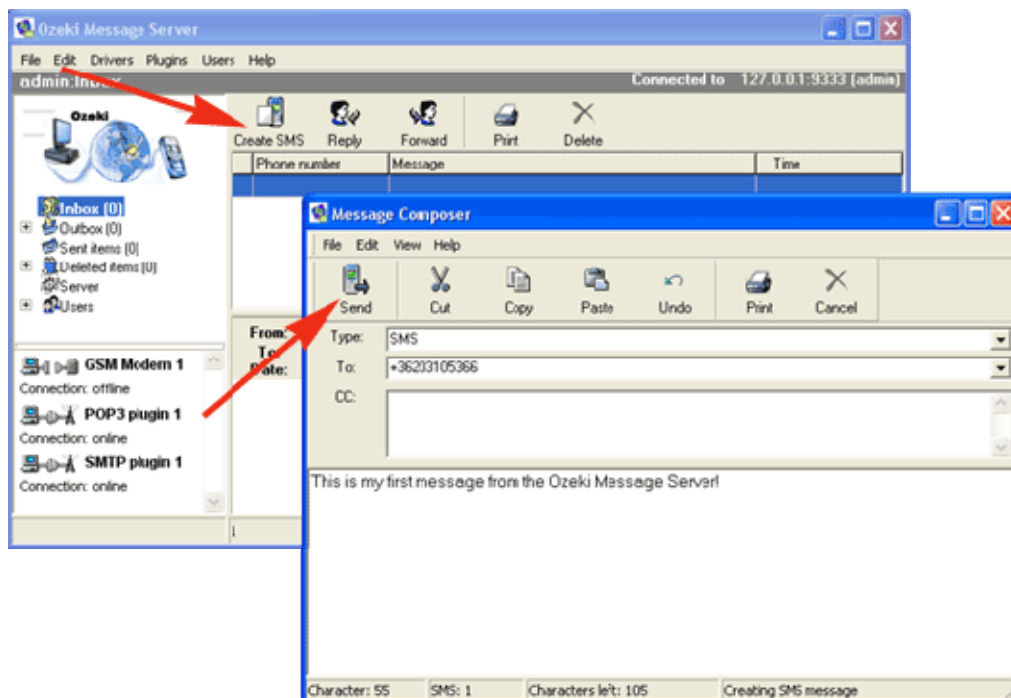 Ozeki Message Server
File Edit Drivers Plugins Users Help
admin:Inbox Connected to 127.0.0.1:9333 (admin)
Ozeki
Create SMS Reply Forward Print Delete
Phone number Message Time
Inbox (0)
Outbox (0)
Sent items (0)
Deleted items (0)
Server
Users
GSM Modem 1
Connection: offline
POP3 plugin 1
Connection: online
SMTP plugin 1
Connection: online
From:
To:
Date:
Message Composer
File Edit View Help
Send Cut Copy Paste Undo Print Cancel
Type: SMS
To: +36203105366
CC:
This is my first message from the Ozeki Message Server!
Character: 55 SMS: 1 Characters left: 105 Creating SMS message